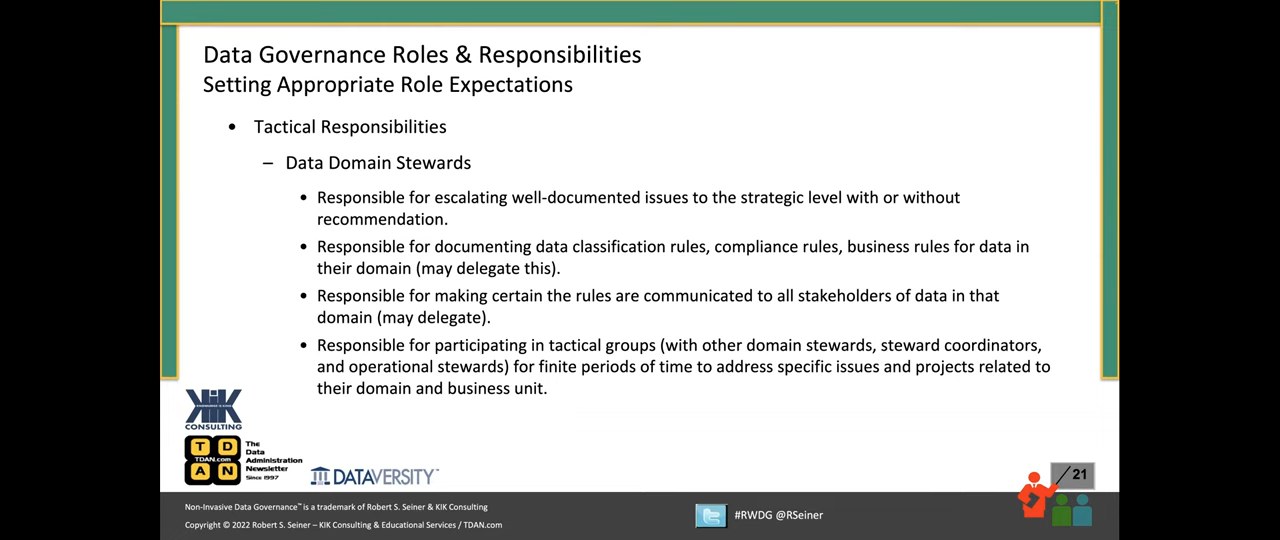 Data Governance Roles & Responsibilities
Setting Appropriate Role Expectations
• Tactical Responsibilities
– Data Domain Stewards
• Responsible for escalating well-documented issues to the strategic level with or without
recommendation.
• Responsible for documenting data classification rules, compliance rules, business rules for data in
their domain (may delegate this).
• Responsible for making certain the rules are communicated to all stakeholders of data in that
domain (may delegate).
• Responsible for participating in tactical groups (with other domain stewards, steward coordinators,
and operational stewards) for finite periods of time to address specific issues and projects related to
their domain and business unit.
KIK
CONSULTING
T D
TDAN.com
A N
The
Data
Administration
Newsletter
Since 1997
DATAVERSITY™
21
Non-Invasive Data Governance™ is a trademark of Robert S. Seiner & KIK Consulting
Copyright © 2022 Robert S. Seiner – KIK Consulting & Educational Services / TDAN.com
#RWDG @RSeiner